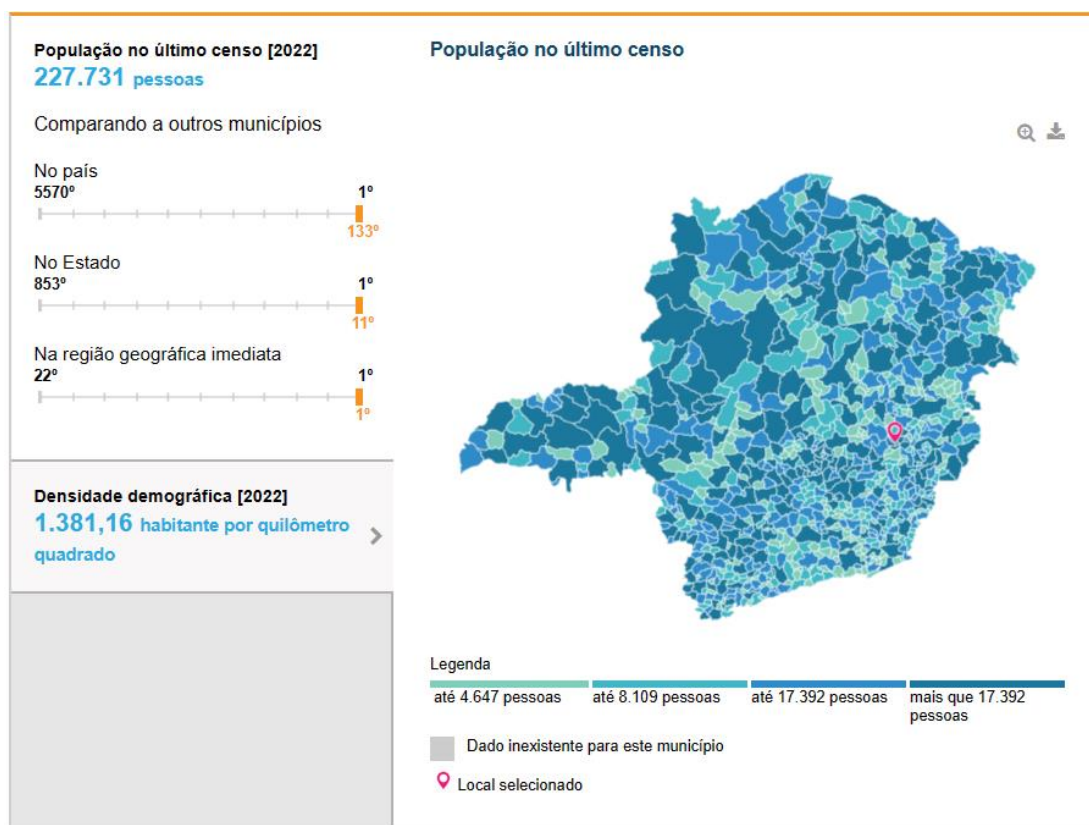 População no último censo [2022]
227.731 pessoas
Comparando a outros municípios
No país
5570º 1º
133º
No Estado
853º 1º
11º
Na região geográfica imediata
22º 1º
1º
Densidade demográfica [2022]
1.381,16 habitante por quilômetro
quadrado
População no último censo
Legenda
até 4.647 pessoas
até 8.109 pessoas
até 17.392 pessoas
mais que 17.392
pessoas
Dado inexistente para este município
Local selecionado